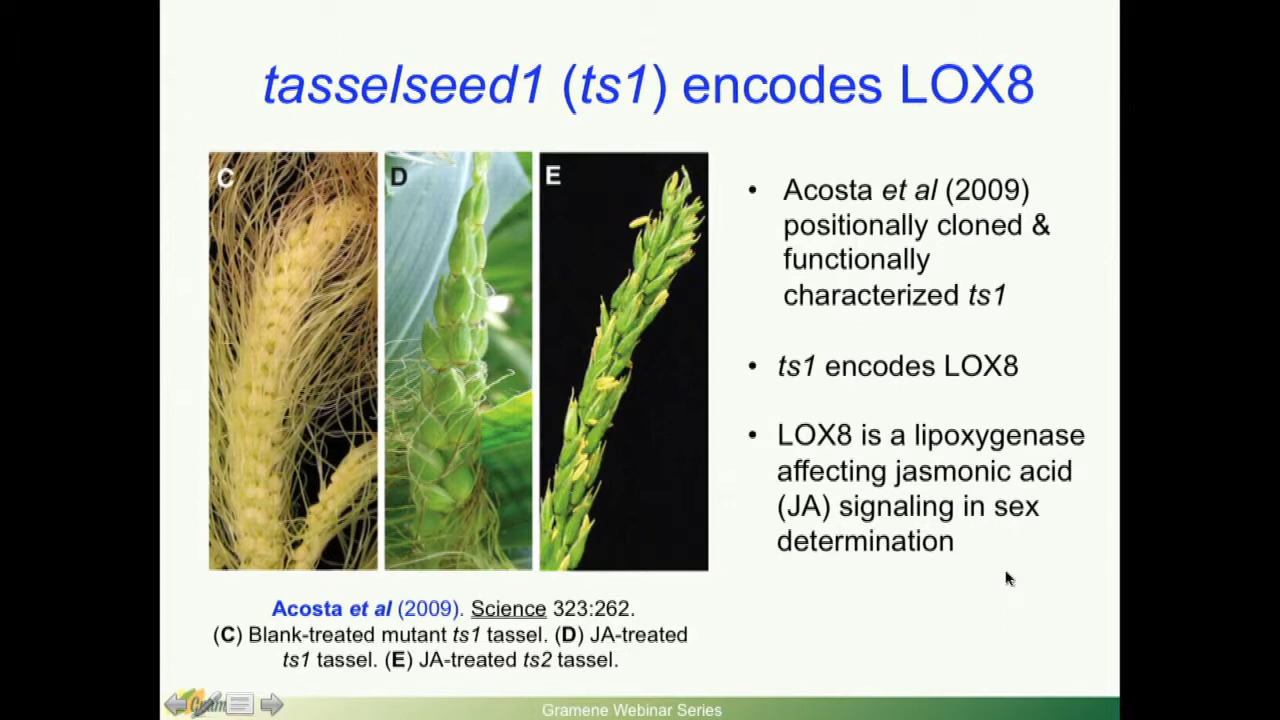 tasselseed1 (ts1) encodes LOX8
C
D
E
• Acosta et al (2009)
positionally cloned &
functionally
characterized ts1
• ts1 encodes LOX8
• LOX8 is a lipoxygenase
affecting jasmonic acid
(JA) signaling in sex
determination
Acosta et al (2009). Science 323:262.
(C) Blank-treated mutant ts1 tassel. (D) JA-treated
ts1 tassel. (E) JA-treated ts2 tassel.
Gramene Webinar Series